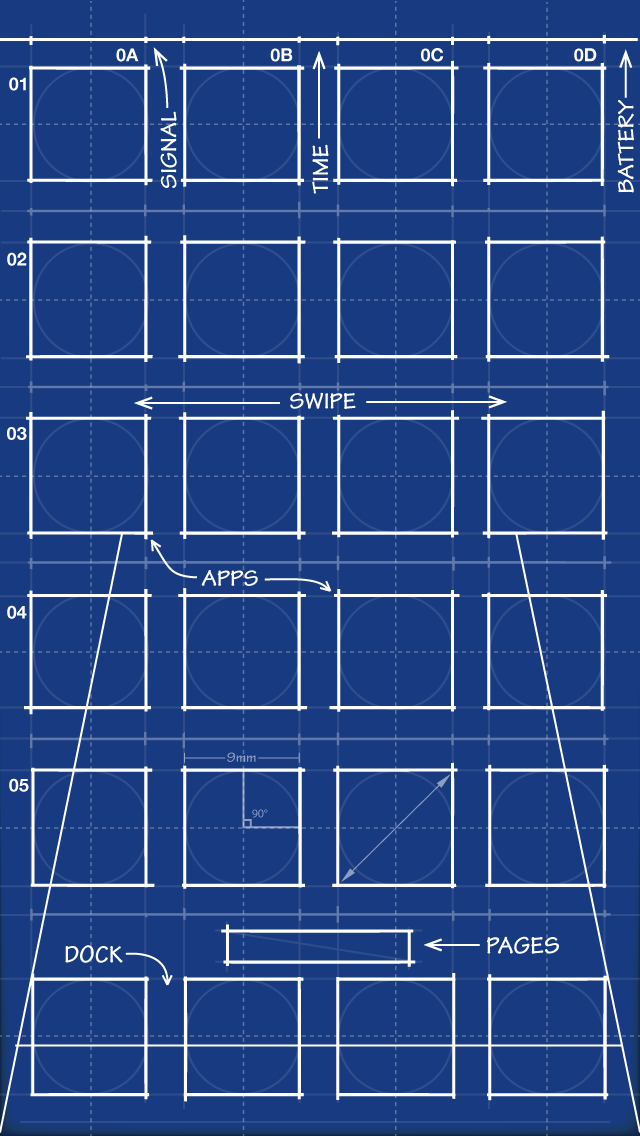 0A
0B
0C
0D
01
SIGNAL
TIME
BATTERY
02
SWIPE
03
APPS
04
9mm
05
90°
PAGES
DOCK